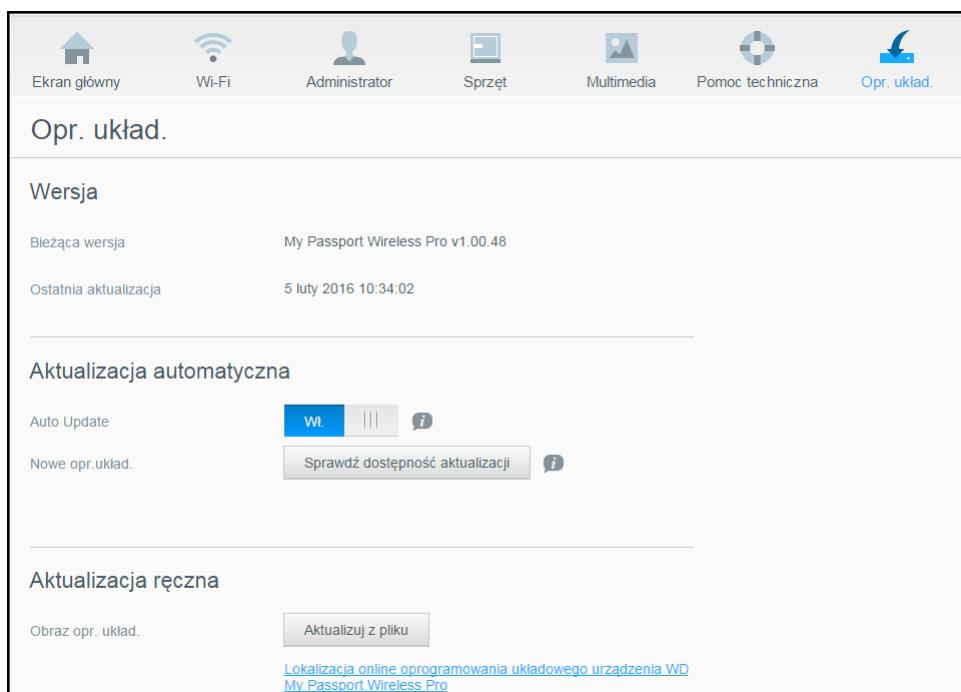 Ekran główny Wi-Fi Administrator Sprzęt Multimedia Pomoc techniczna Opr. układ.
Opr. układ.
Wersja
Bieżąca wersja My Passport Wireless Pro v1.00.48
Ostatnia aktualizacja 5 luty 2016 10:34:02
Aktualizacja automatyczna
Auto Update Wł.
Nowe opr.układ. Sprawdź dostępność aktualizacji
Aktualizacja ręczna
Obraz opr. układ. Aktualizuj z pliku
Lokalizacja online oprogramowania układowego urządzenia WD
My Passport Wireless Pro